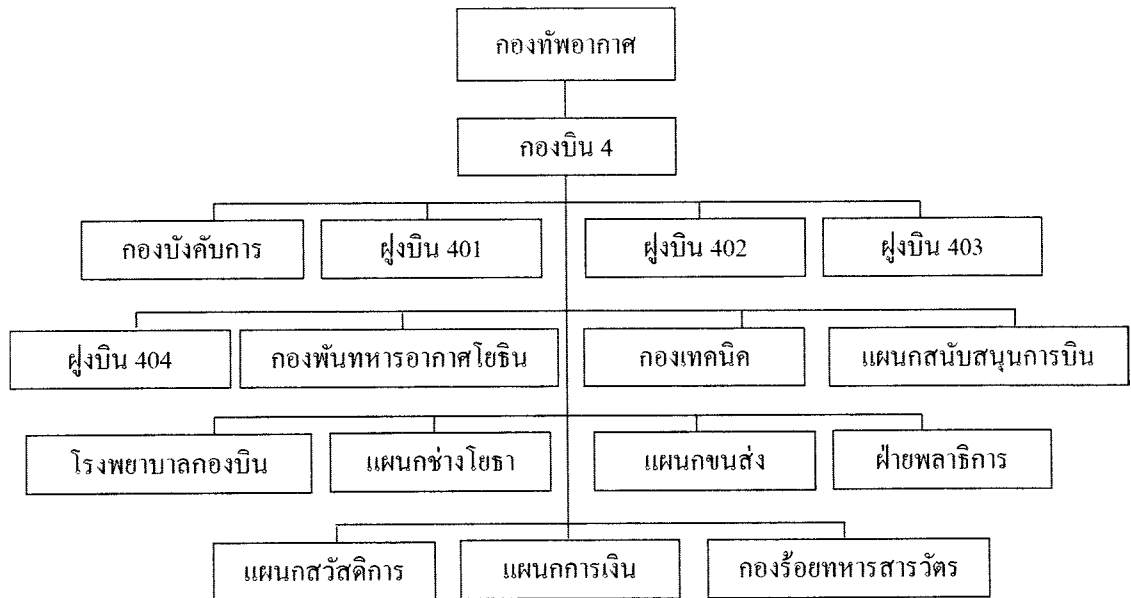 กองทัพอากาศ
กองบิน 4
กองบังคับการ
ฝูงบิน 401
ฝูงบิน 402
ฝูงบิน 403
ฝูงบิน 404
กองพันทหารอากาศโยธิน
กองเทคนิค
แผนกสนับสนุนการบิน
โรงพยาบาลกองบิน
แผนกช่างโยธา
แผนกขนส่ง
ฝ่ายพลาธิการ
แผนกสวัสดิการ
แผนกการเงิน
กองร้อยทหารสารวัตร